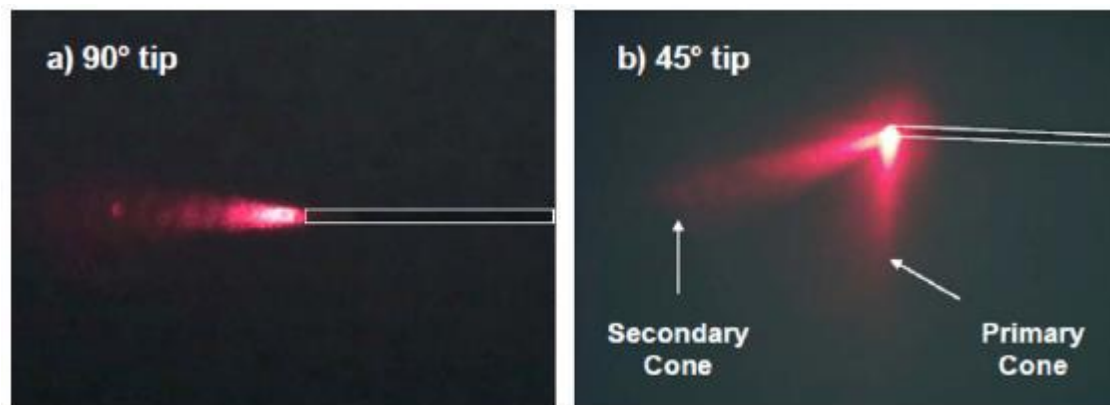 a) 90° tip
b) 45° tip
Secondary
Cone
Primary
Cone